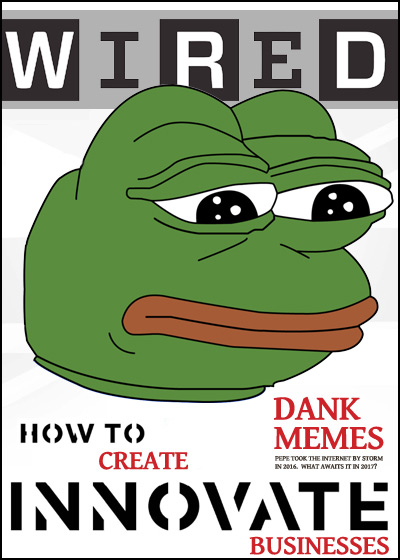 WIRED
DANK
MEMES
PEPE TOOK THE INTERNET BY STORM
IN 2016. WHAT AWAITS IT IN 2017?
HOW TO
CREATE
INNOVATE
BUSINESSES